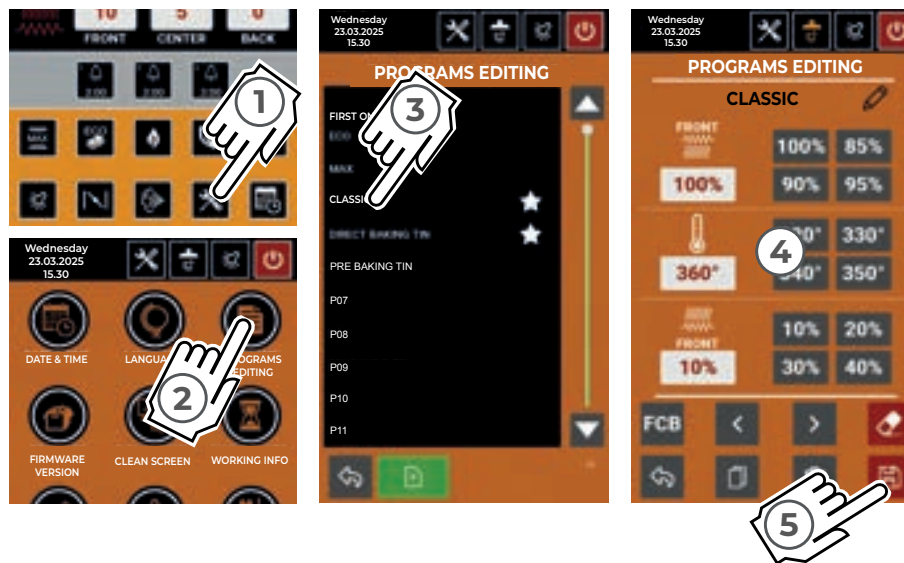 10 5 0
FRONT CENTER BACK
2:00 2:00 2:00
1
MAX ECO
Wednesday
23.03.2025
15.30
DATE & TIME
PROGRAMS
EDITING
2
FIRMWARE
VERSION
CLEAN SCREEN
WORKING INFO
Wednesday
23.03.2025
15.30
PROGRAMS EDITING
3
FIRST
ECO
MAX
CLASSIC
DIRECT BAKING TIN
PRE BAKING TIN
P07
P08
P09
P10
P11
Wednesday
23.03.2025
15.30
PROGRAMS EDITING
CLASSIC
FRONT
100% 85%
100% 90% 95%
330°
4
360° 340° 350°
10% 20%
FRONT
10% 30% 40%
FCB < >
5